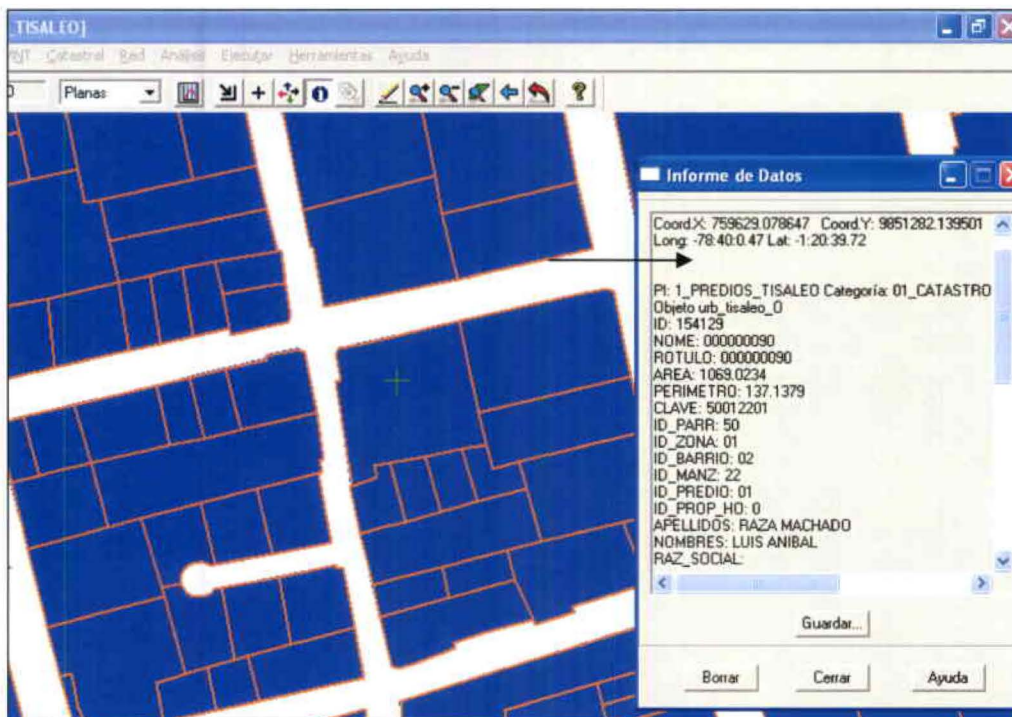 _TISALEO]
Catastral Red Análisis Ejecutar Herramientas Ayuda
Planas
Informe de Datos
Coord.X: 759629.078647 Coord.Y: 9851282.139501
Long: -78:40:0.47 Lat: -1:20:39.72
PI: 1_PREDIOS_TISALEO Categoría: 01_CATASTRO
Objeto urb_tisaleo_0
ID: 154129
NOME: 000000090
ROTULO: 000000090
AREA: 1069.0234
PERIMETRO: 137.1379
CLAVE: 50012201
ID_PARR: 50
ID_ZONA: 01
ID_BARRIO: 02
ID_MANZ: 22
ID_PREDIO: 01
ID_PROP_HO: 0
APELLIDOS: RAZA MACHADO
NOMBRES: LUIS ANIBAL
RAZ_SOCIAL:
Guardar...
Borrar Cerrar Ayuda